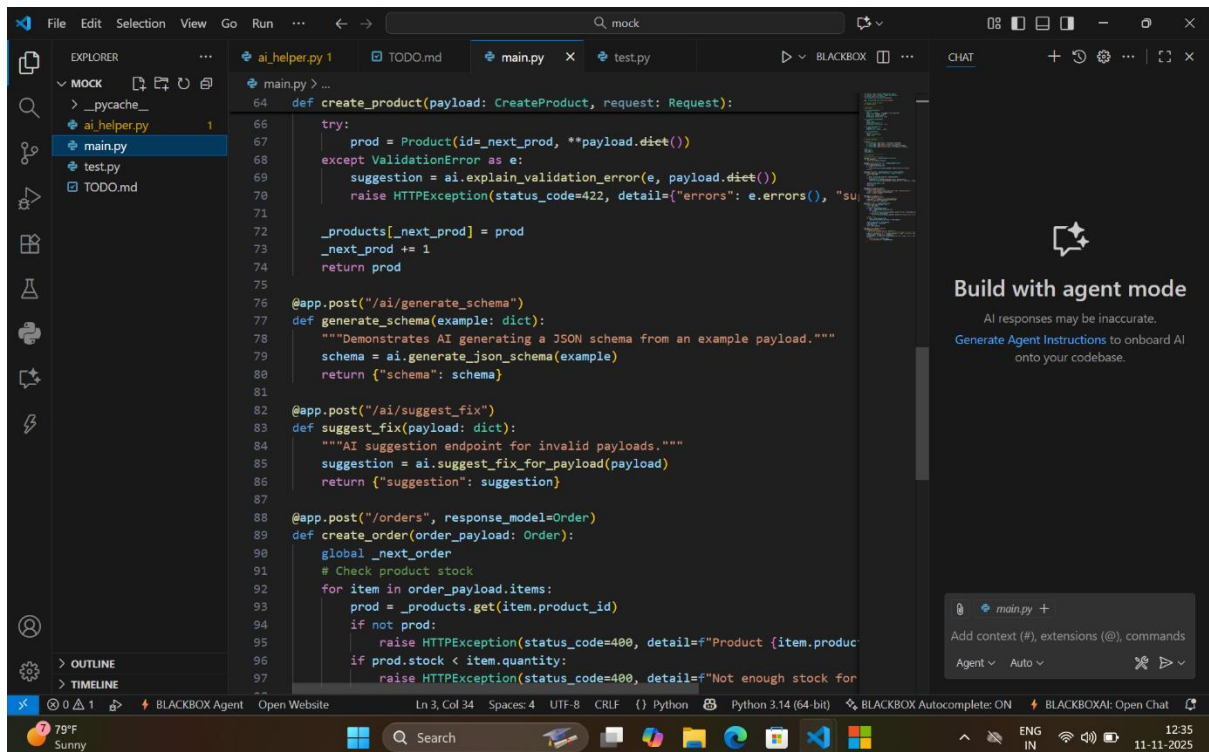 File Edit Selection View Go Run ··· mock
EXPLORER ···
MOCK
__pycache__
ai_helper.py 1
main.py
test.py
TODO.md
OUTLINE
TIMELINE
ai_helper.py 1 TODO.md main.py test.py BLACKBOX ···
main.py > ...
64 def create_product(payload: CreateProduct, request: Request):
66 try:
67 prod = Product(id=_next_prod, **payload.dict())
68 except ValidationError as e:
69 suggestion = ai.explain_validation_error(e, payload.dict())
70 raise HTTPException(status_code=422, detail={"errors": e.errors(), "su
71
72 _products[_next_prod] = prod
73 _next_prod += 1
74 return prod
75
76 @app.post("/ai/generate_schema")
77 def generate_schema(example: dict):
78 """Demonstrates AI generating a JSON schema from an example payload."""
79 schema = ai.generate_json_schema(example)
80 return {"schema": schema}
81
82 @app.post("/ai/suggest_fix")
83 def suggest_fix(payload: dict):
84 """AI suggestion endpoint for invalid payloads."""
85 suggestion = ai.suggest_fix_for_payload(payload)
86 return {"suggestion": suggestion}
87
88 @app.post("/orders", response_model=Order)
89 def create_order(order_payload: Order):
90 global _next_order
91 # Check product stock
92 for item in order_payload.items:
93 prod = _products.get(item.product_id)
94 if not prod:
95 raise HTTPException(status_code=400, detail=f"Product {item.produc
96 if prod.stock < item.quantity:
97 raise HTTPException(status_code=400, detail=f"Not enough stock for
CHAT
Build with agent mode
AI responses may be inaccurate.
Generate Agent Instructions to onboard AI
onto your codebase.
main.py
Add context (#), extensions (@), commands
Agent Auto
0 1 BLACKBOX Agent Open Website Ln 3, Col 34 Spaces: 4 UTF-8 CRLF {} Python Python 3.14 (64-bit) BLACKBOX Autocomplete: ON BLACKBOXAI: Open Chat
7 79°F
Sunny
Search
ENG
IN
12:35
11-11-2025